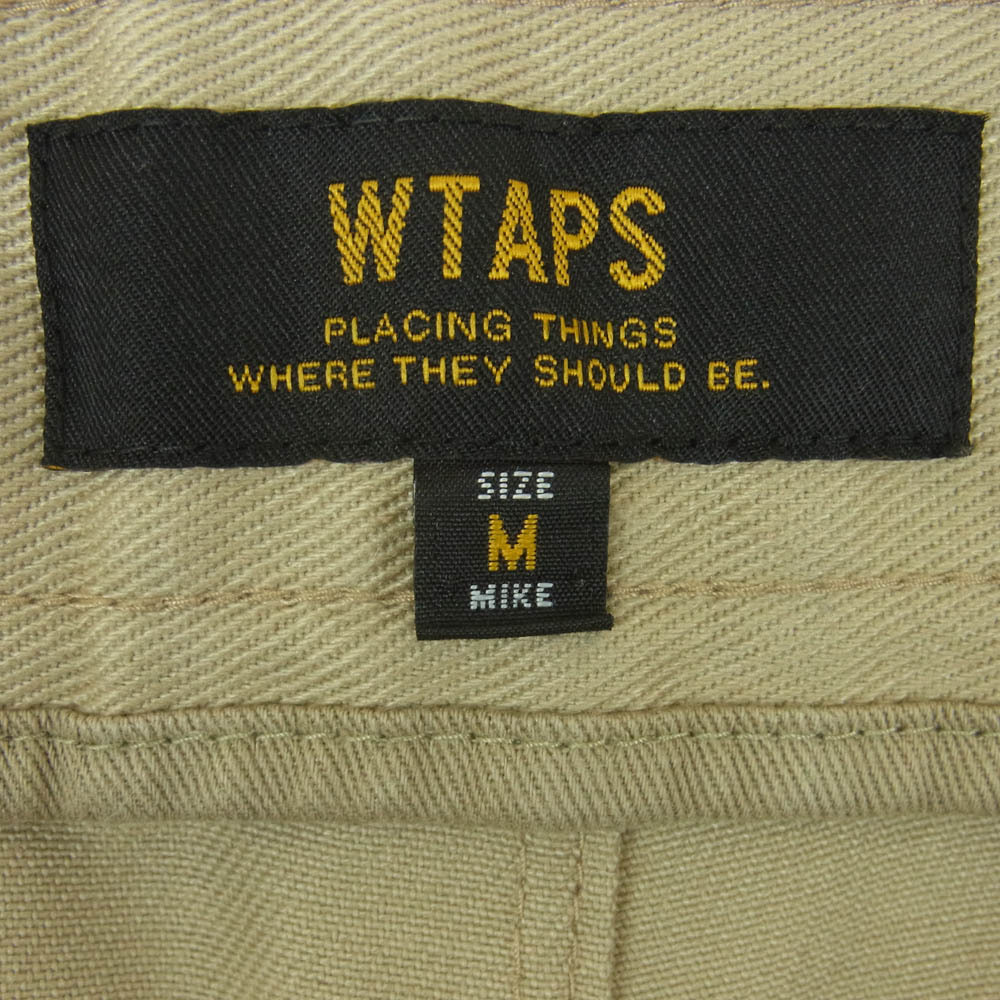 WTAPS
PLACING THINGS
WHERE THEY SHOULD BE.
SIZE
M
MIKE